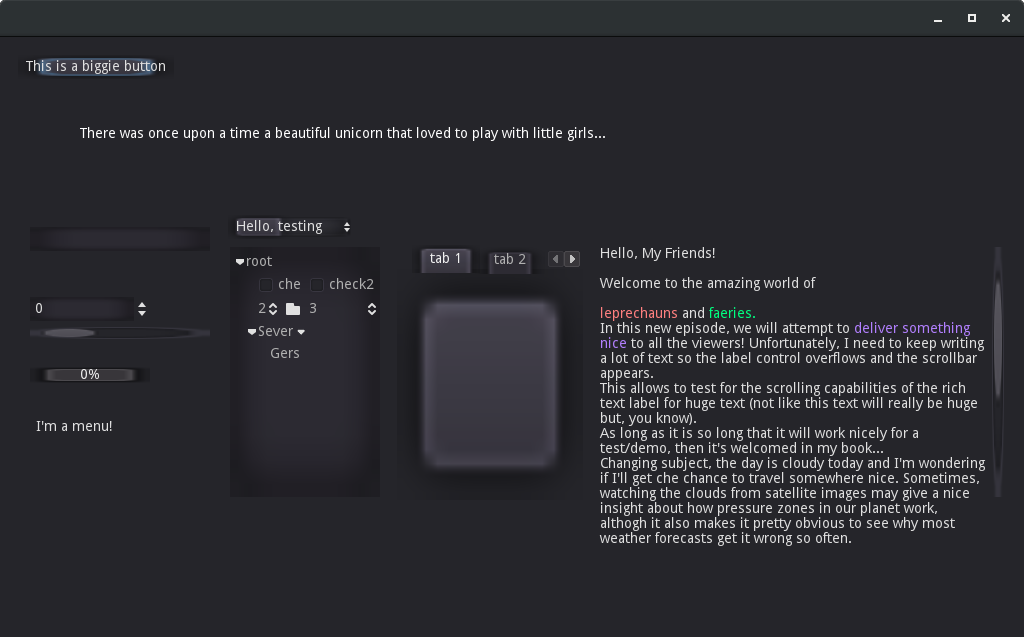 This is a biggie button
There was once upon a time a beautiful unicorn that loved to play with little girls...
Hello, testing
root
che check2
2 3
Sever
Gers
0
0%
I'm a menu!
tab 1 tab 2
Hello, My Friends!
Welcome to the amazing world of
leprechauns and faeries.
In this new episode, we will attempt to deliver something
nice to all the viewers! Unfortunately, I need to keep writing
a lot of text so the label control overflows and the scrollbar
appears.
This allows to test for the scrolling capabilities of the rich
text label for huge text (not like this text will really be huge
but, you know).
As long as it is so long that it will work nicely for a
test/demo, then it's welcomed in my book...
Changing subject, the day is cloudy today and I'm wondering
if I'll get che chance to travel somewhere nice. Sometimes,
watching the clouds from satellite images may give a nice
insight about how pressure zones in our planet work,
althogh it also makes it pretty obvious to see why most
weather forecasts get it wrong so often.